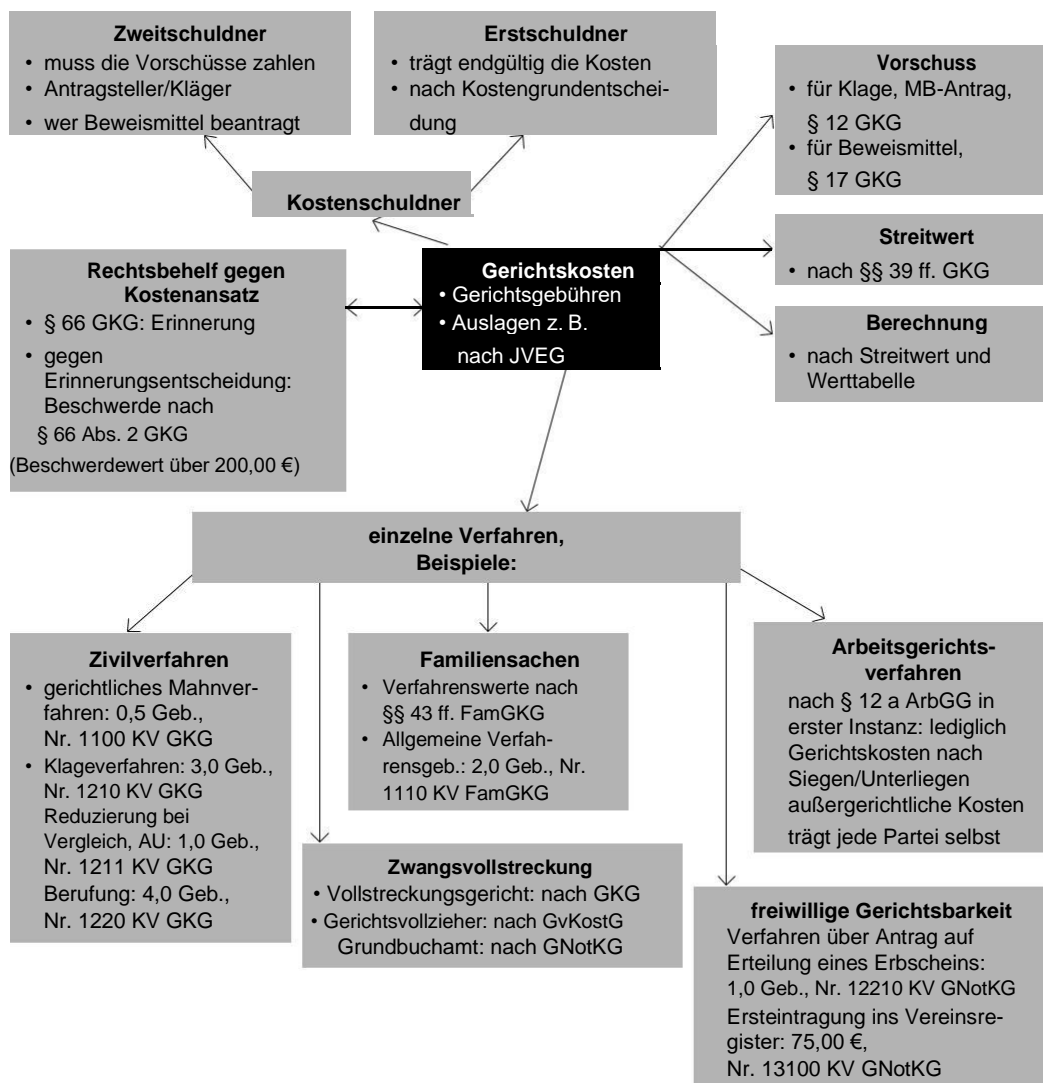 Zweitschuldner
• muss die Vorschüsse zahlen
• Antragsteller/Kläger
• wer Beweismittel beantragt
Erstschuldner
• trägt endgültig die Kosten
• nach Kostengrundentschei-
dung
Vorschuss
• für Klage, MB-Antrag,
§ 12 GKG
• für Beweismittel,
§ 17 GKG
Kostenschuldner
Streitwert
• nach §§ 39 ff. GKG
Rechtsbehelf gegen
Kostenansatz
• § 66 GKG: Erinnerung
• gegen
Erinnerungsentscheidung:
Beschwerde nach
§ 66 Abs. 2 GKG
(Beschwerdewert über 200,00 €)
Gerichtskosten
• Gerichtsgebühren
• Auslagen z. B.
nach JVEG
Berechnung
• nach Streitwert und
Werttabelle
einzelne Verfahren,
Beispiele:
Zivilverfahren
• gerichtliches Mahnver-
fahren: 0,5 Geb.,
Nr. 1100 KV GKG
• Klageverfahren: 3,0 Geb.,
Nr. 1210 KV GKG
Reduzierung bei
Vergleich, AU: 1,0 Geb.,
Nr. 1211 KV GKG
Berufung: 4,0 Geb.,
Nr. 1220 KV GKG
Familiensachen
• Verfahrenswerte nach
§§ 43 ff. FamGKG
• Allgemeine Verfah-
rensgeb.: 2,0 Geb., Nr.
1110 KV FamGKG
Arbeitsgerichts-
verfahren
nach § 12 a ArbGG in
erster Instanz: lediglich
Gerichtskosten nach
Siegen/Unterliegen
außergerichtliche Kosten
trägt jede Partei selbst
Zwangsvollstreckung
• Vollstreckungsgericht: nach GKG
• Gerichtsvollzieher: nach GvKostG
Grundbuchamt: nach GNotKG
freiwillige Gerichtsbarkeit
Verfahren über Antrag auf
Erteilung eines Erbscheins:
1,0 Geb., Nr. 12210 KV GNotKG
Ersteintragung ins Vereinsre-
gister: 75,00 €,
Nr. 13100 KV GNotKG